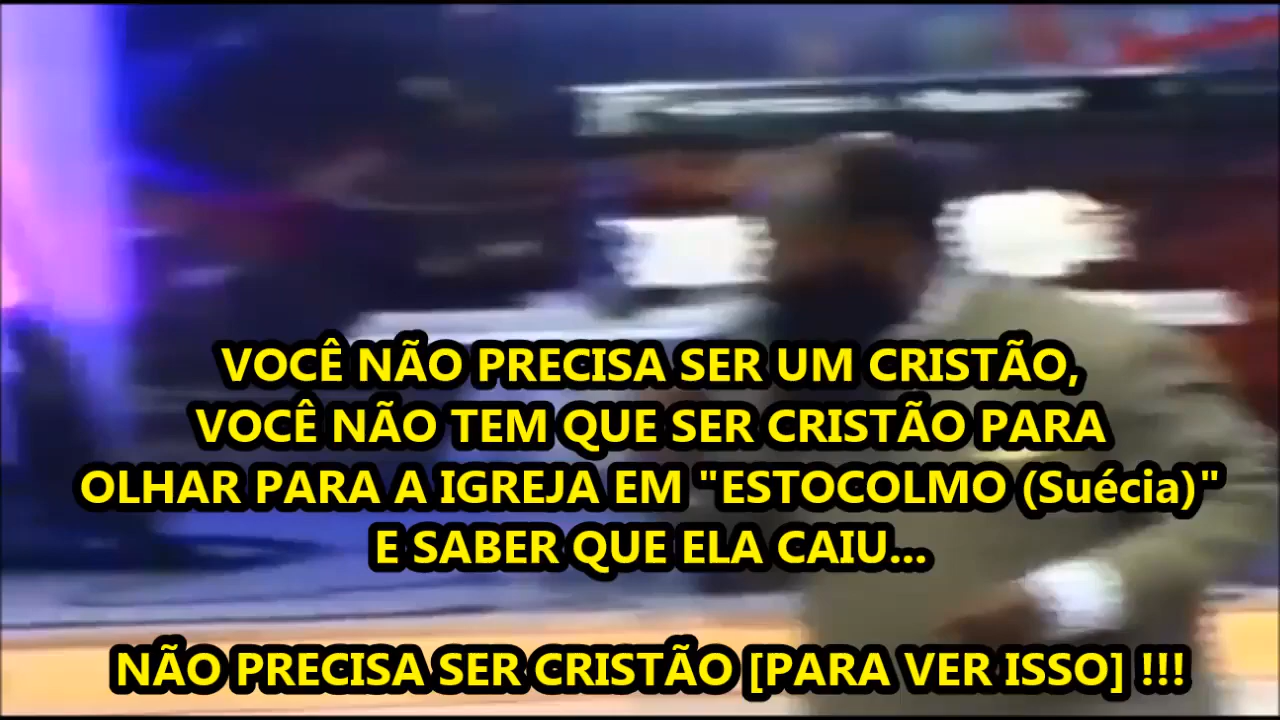 VOCÊ NÃO PRECISA SER UM CRISTÃO,
VOCÊ NÃO TEM QUE SER CRISTÃO PARA
OLHAR PARA A IGREJA EM "ESTOCOLMO (Suécia)"
E SABER QUE ELA CAIU...
NÃO PRECISA SER CRISTÃO [PARA VER ISSO] !!!